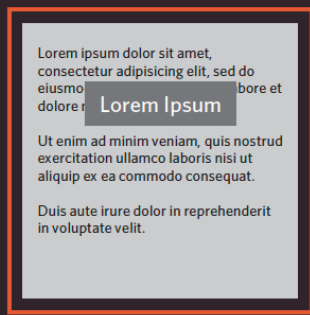 Lorem ipsum dolor sit amet,
consectetur adipisicing elit, sed do
Lorem Ipsum
et
dolore
Ut enim ad minim veniam, quis nostrud
exercitation ullamco laboris nisi ut
aliquip ex ea commodo consequat.
Duis aute irure dolor in reprehenderit
in voluptate velit.